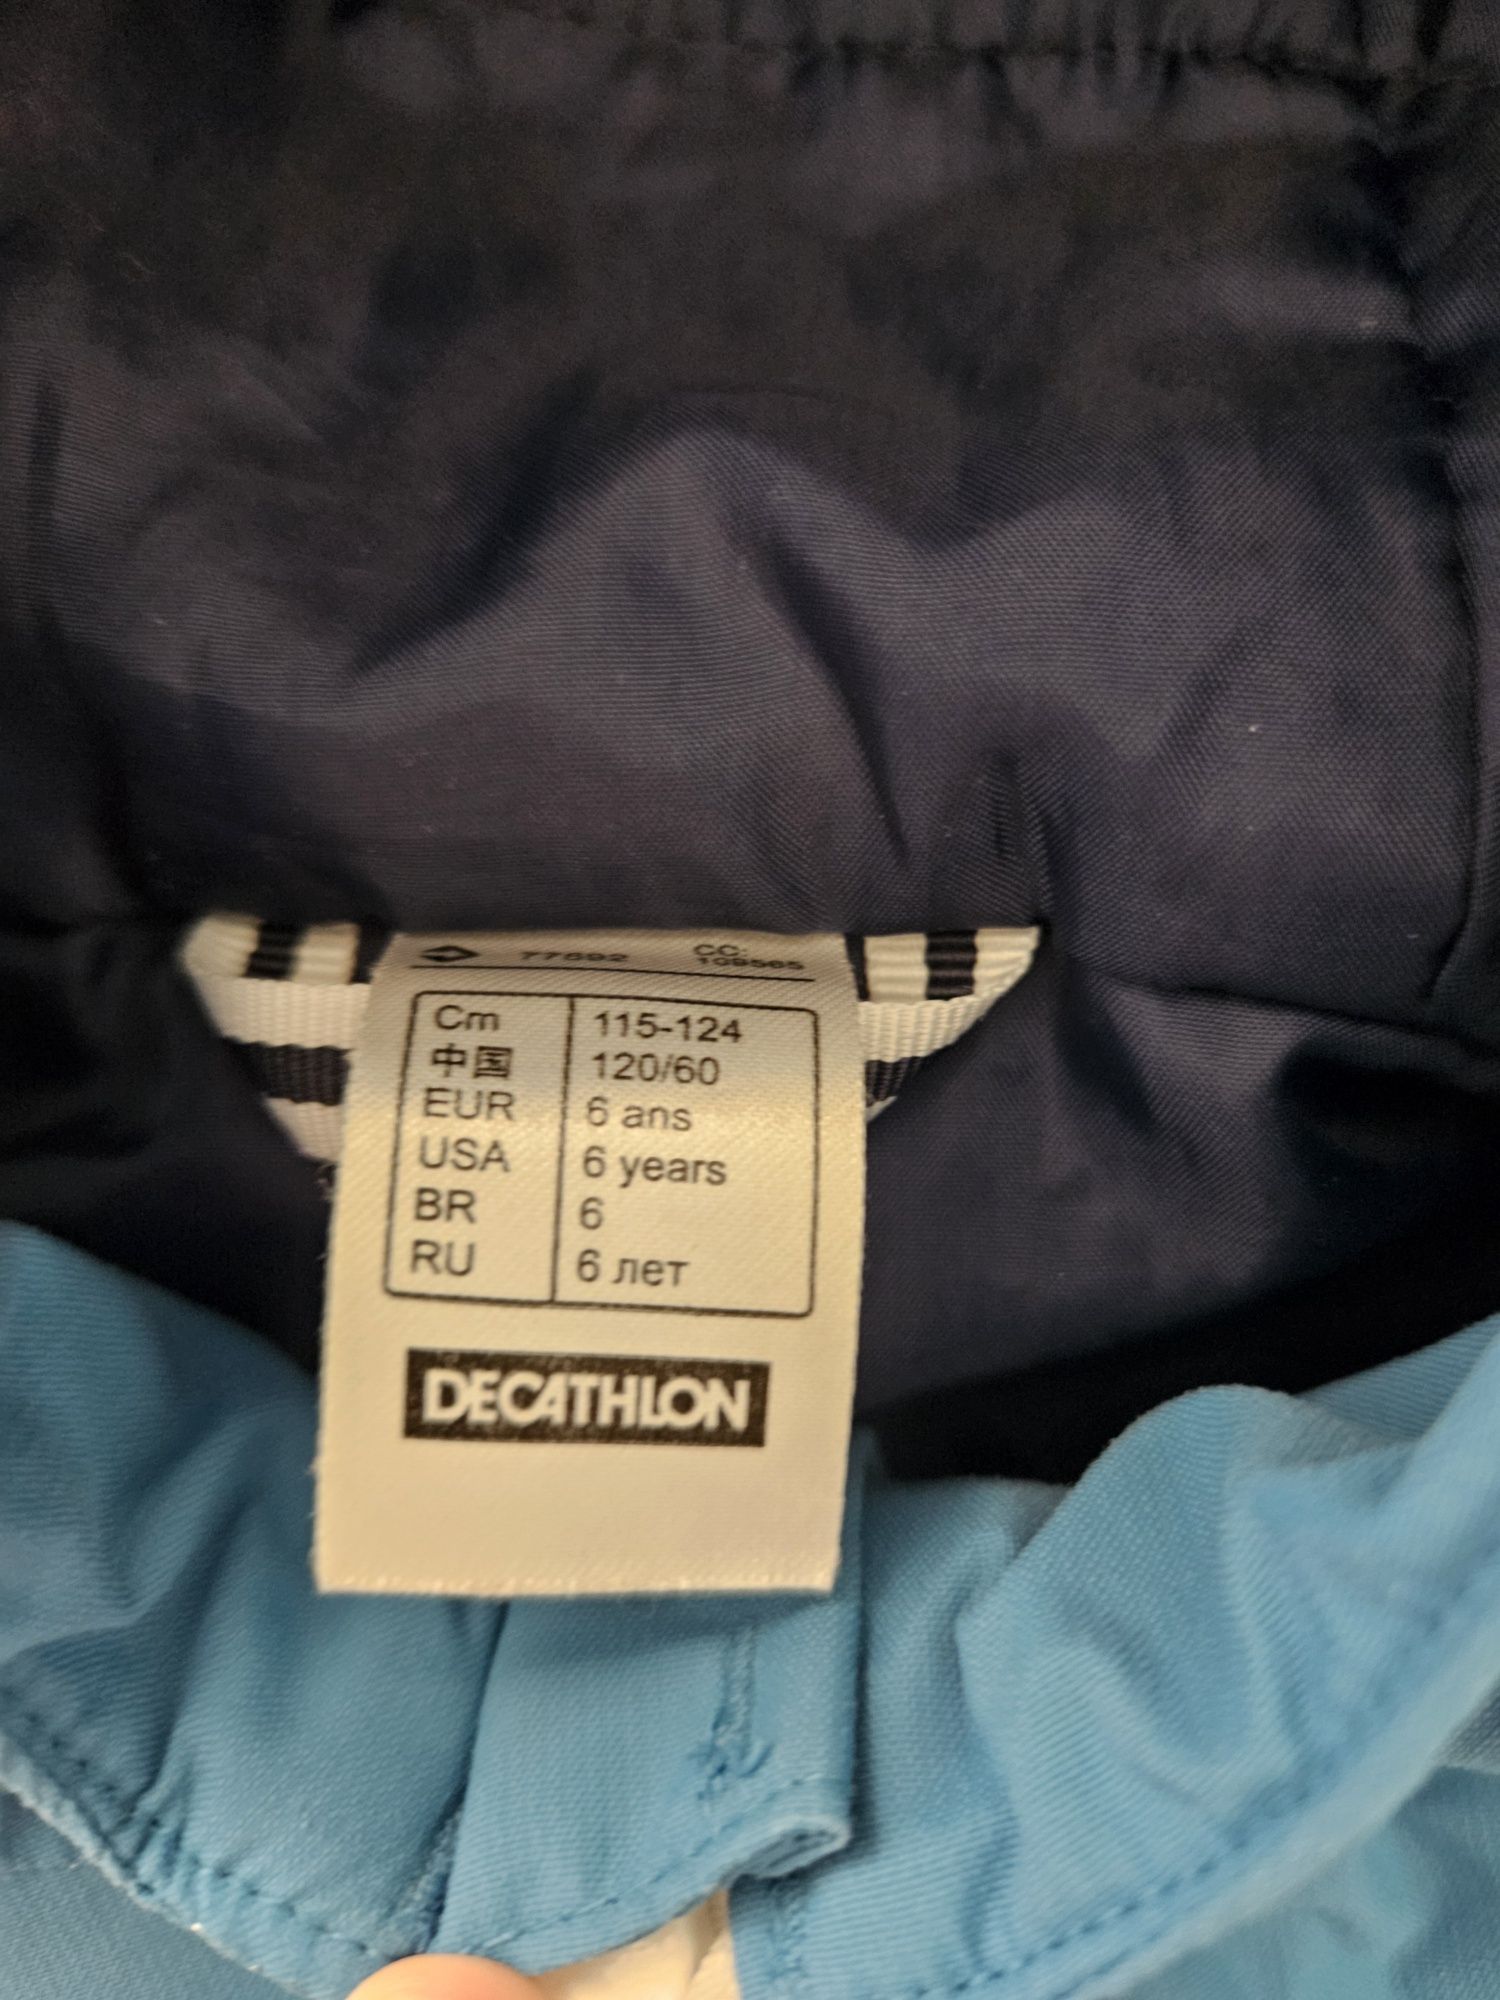 CC:
Cm 115-124
中国 120/60
EUR 6 ans
USA 6 years
BR 6
RU 6 лет
DECATHLON